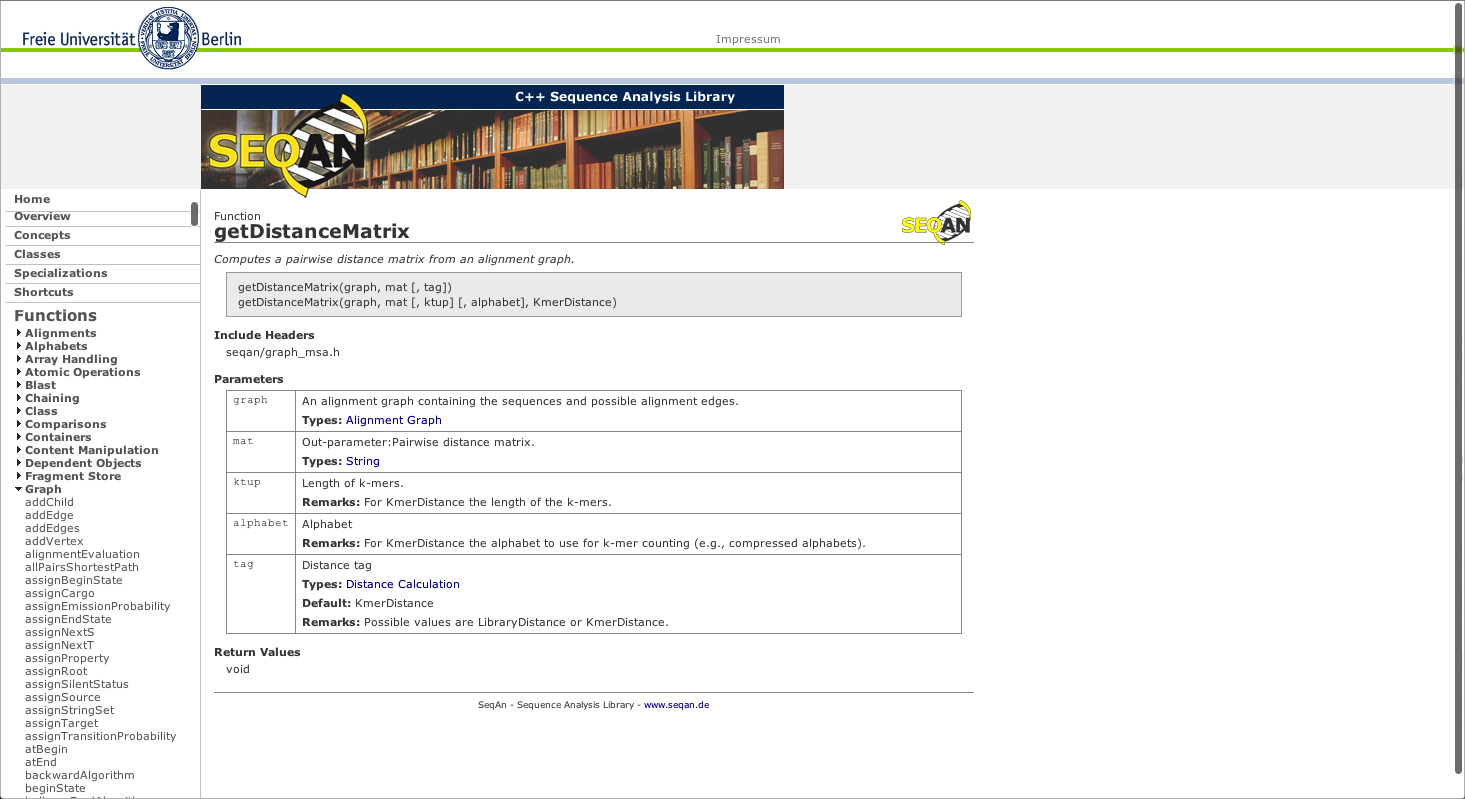 Freie Universität Berlin
Impressum
C++ Sequence Analysis Library
SEQAN
Home
Overview
Concepts
Classes
Specializations
Shortcuts
Functions
Alignments
Alphabets
Array Handling
Atomic Operations
Blast
Chaining
Class
Comparisons
Containers
Content Manipulation
Dependent Objects
Fragment Store
Graph
addChild
addEdge
addEdges
addVertex
alignmentEvaluation
allPairsShortestPath
assignBeginState
assignCargo
assignEmissionProbability
assignEndState
assignNextS
assignNextT
assignProperty
assignRoot
assignSilentStatus
assignSource
assignStringSet
assignTarget
assignTransitionProbability
atBegin
atEnd
backwardAlgorithm
beginState
Function
getDistanceMatrix
SEQAN
Computes a pairwise distance matrix from an alignment graph.
getDistanceMatrix(graph, mat [, tag])
getDistanceMatrix(graph, mat [, ktup] [, alphabet], KmerDistance)
Include Headers
seqan/graph_msa.h
Parameters
graph An alignment graph containing the sequences and possible alignment edges.
Types: Alignment Graph
mat Out-parameter:Pairwise distance matrix.
Types: String
ktup Length of k-mers.
Remarks: For KmerDistance the length of the k-mers.
alphabet Alphabet
Remarks: For KmerDistance the alphabet to use for k-mer counting (e.g., compressed alphabets).
tag Distance tag
Types: Distance Calculation
Default: KmerDistance
Remarks: Possible values are LibraryDistance or KmerDistance.
Return Values
void
SeqAn - Sequence Analysis Library - www.seqan.de